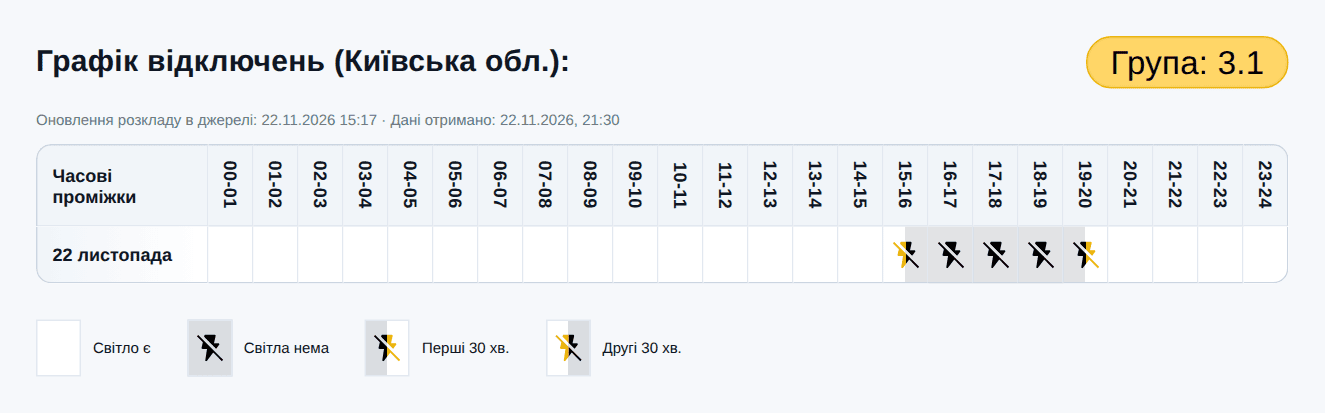 Графік відключень (Київська обл.):
Група: 3.1
Оновлення розкладу в джерелі: 22.11.2026 15:17 · Дані отримано: 22.11.2026, 21:30
Часові
проміжки
00-01
01-02
02-03
03-04
04-05
05-06
06-07
07-08
08-09
09-10
10-11
11-12
12-13
13-14
14-15
15-16
16-17
17-18
18-19
19-20
20-21
21-22
22-23
23-24
22 листопада
Світло є
Світла нема
Перші 30 хв.
Другі 30 хв.